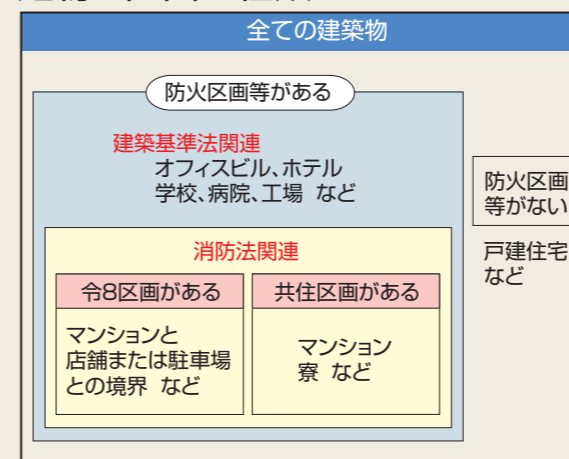 全ての建築物
防火区画等がある
建築基準法関連
オフィスビル、ホテル
学校、病院、工場 など
防火区画
等がない
戸建住宅
など
消防法関連
令8区画がある
共住区画がある
マンションと
店舗または駐車場
との境界 など
マンション
寮 など